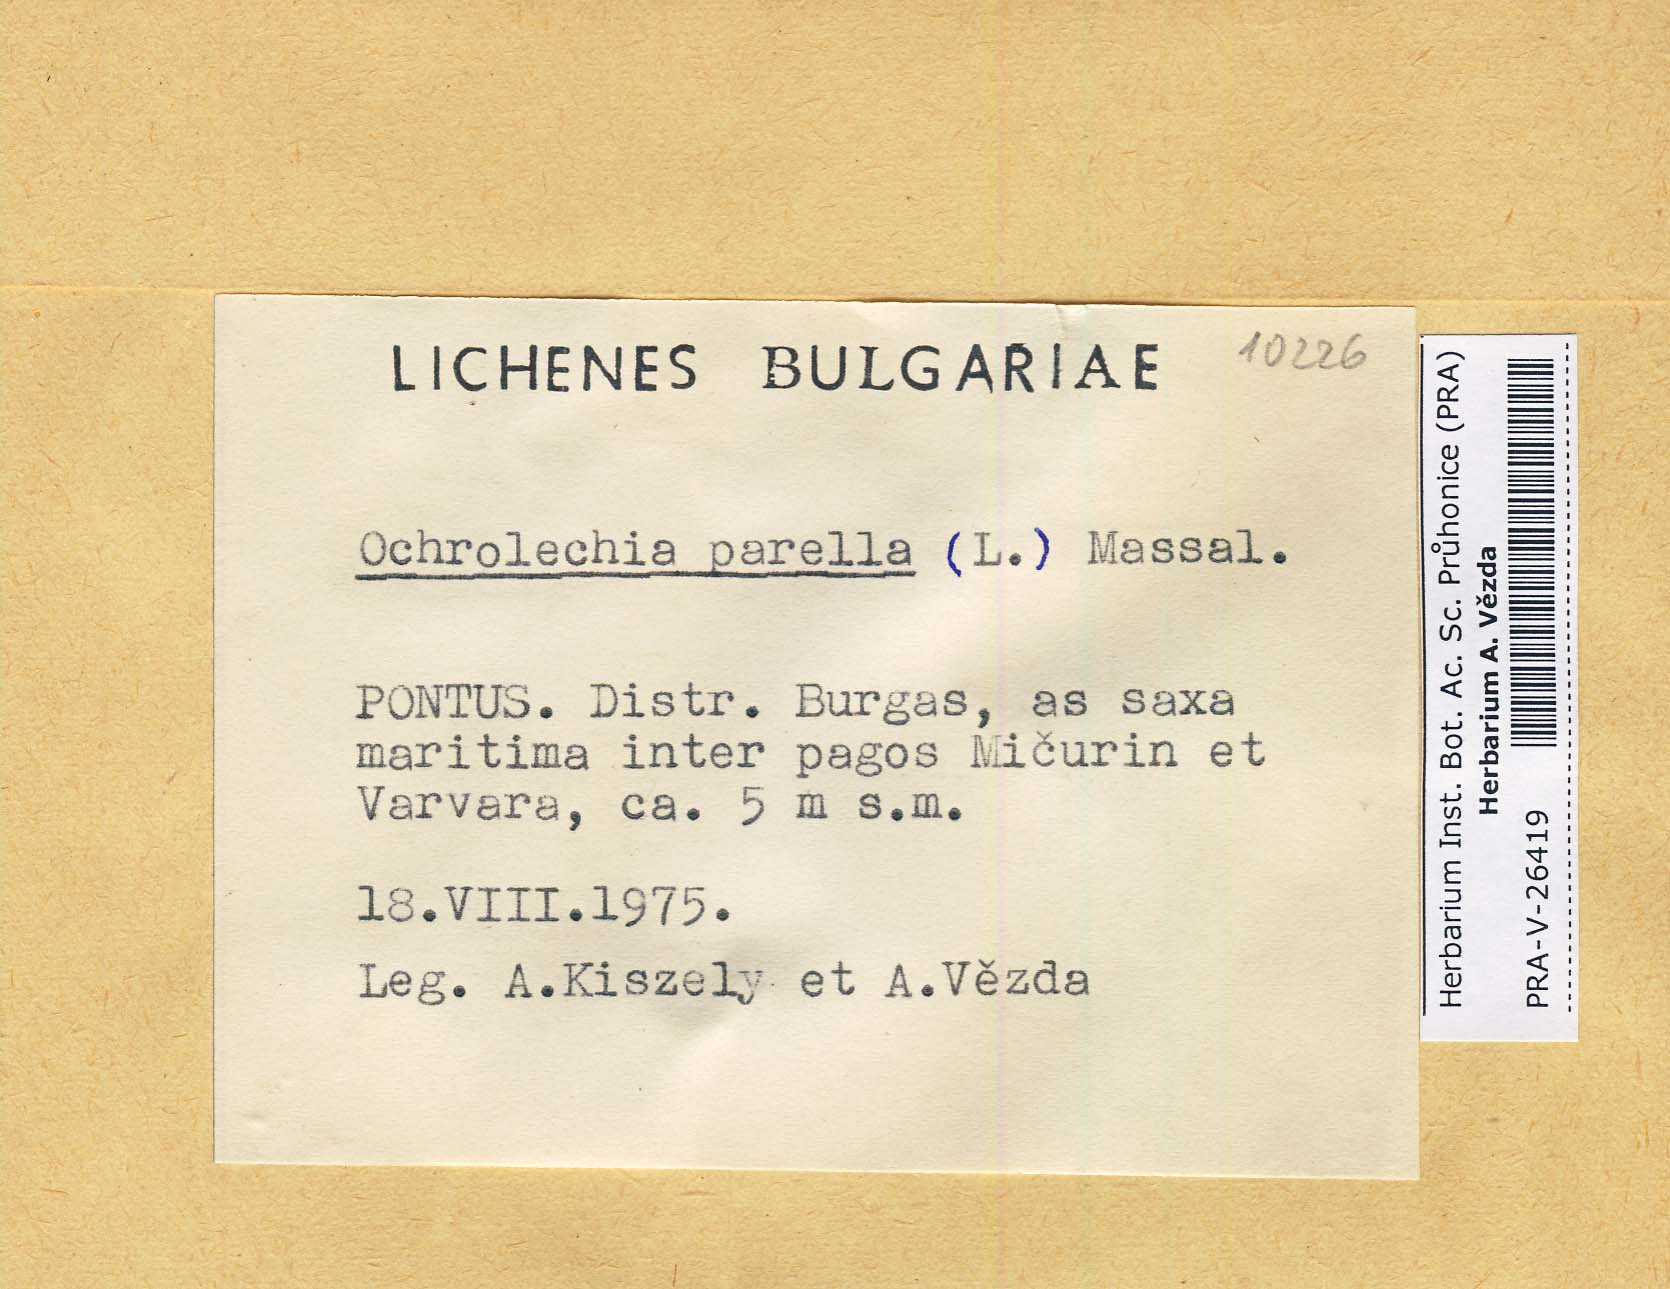 LICHENES BULGARIAE
10226
Ochrolechia parella (L.) Massal.
PONTUS. Distr. Burgas, as saxa
maritima inter pagos Mičurin et
Varvara, ca. 5 m s.m.
18.VIII.1975.
Leg. A.Kiszely et A.Vězda
Herbarium Inst. Bot. Ac. Sc. Průhonice (PRA)
Herbarium A. Vězda
PRA-V-26419